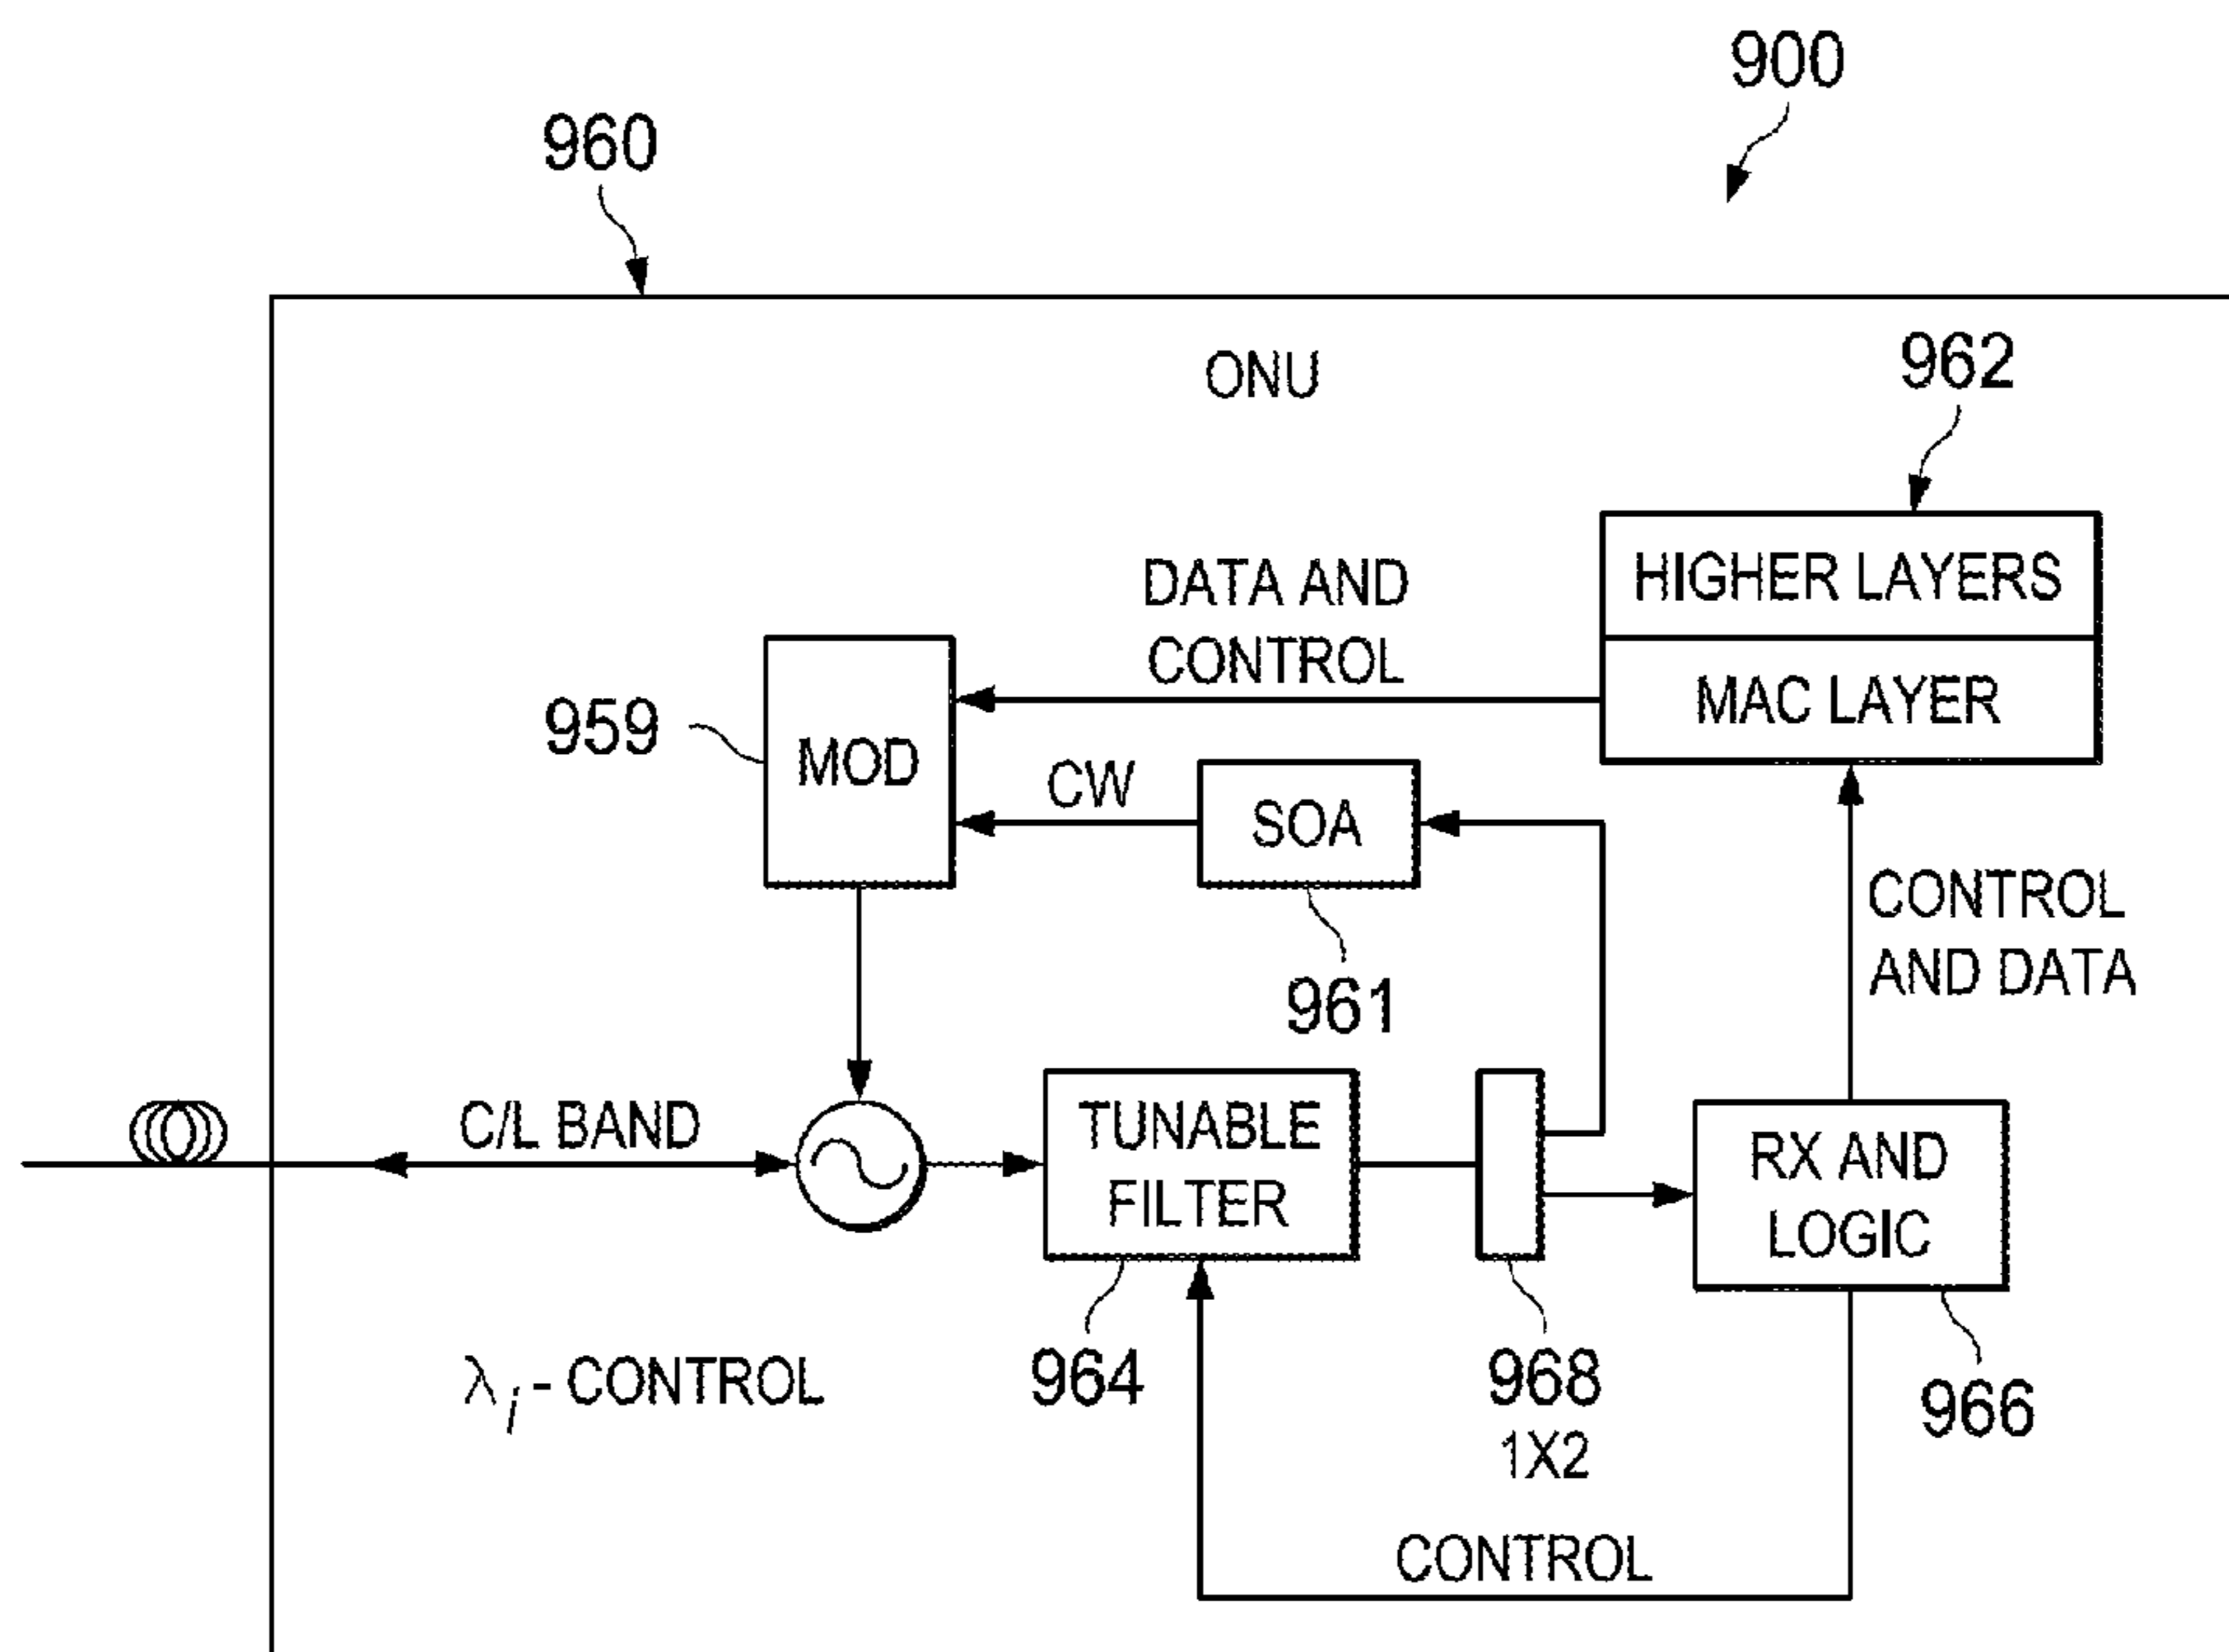 900
960
ONU
962
HIGHER LAYERS
DATA AND
CONTROL
MAC LAYER
959
MOD
CW
SOA
CONTROL
AND DATA
961
C/L BAND
TUNABLE
FILTER
RX AND
LOGIC
λj - CONTROL
964
968
1X2
966
CONTROL